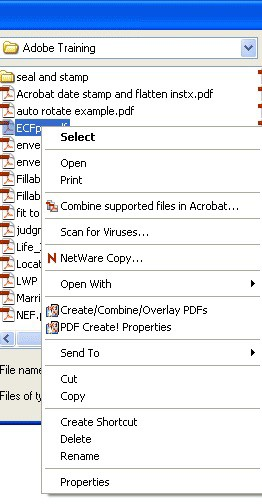 Adobe Training
seal and stamp
Acrobat date stamp and flatten instx.pdf
auto rotate example.pdf
Select
Open
Print
Combine supported files in Acrobat...
Scan for Viruses...
NetWare Copy...
Open With
Create/Combine/Overlay PDFs
PDF Create! Properties
Send To
Cut
Copy
Create Shortcut
Delete
Rename
Properties
enve
enve
Fillab
Fillab
fit to
judgr
Life_
Locat
LWP
Marri
NEF.p
File name
Files of ty